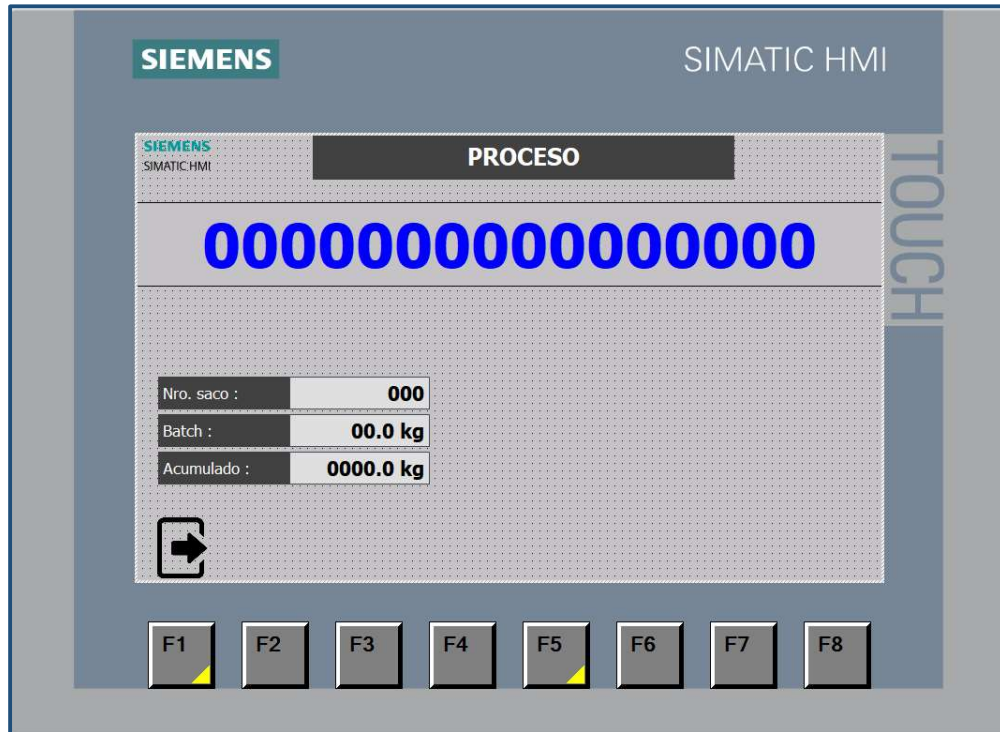 SIEMENS
SIMATIC HMI
SIEMENS
SIMATIC HMI
PROCESO
TOUCH
0000000000000000
Nro. saco : 000
Batch : 00.0 kg
Acumulado : 0000.0 kg
F1 F2 F3 F4 F5 F6 F7 F8